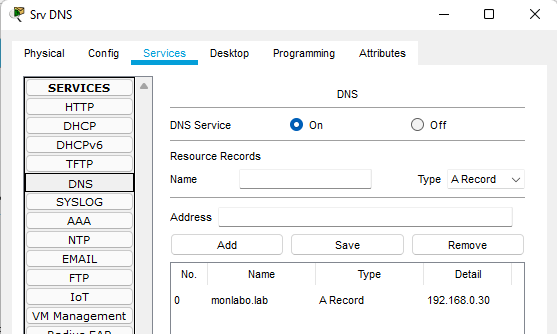 Srv DNS
Physical Config Services Desktop Programming Attributes
SERVICES
HTTP
DHCP
DHCPv6
TFTP
DNS
SYSLOG
AAA
NTP
EMAIL
FTP
IoT
VM Management
Radius EAP
DNS
DNS Service On Off
Resource Records
Name Type A Record
Address
Add Save Remove
No. Name Type Detail
0 monlabo.lab A Record 192.168.0.30